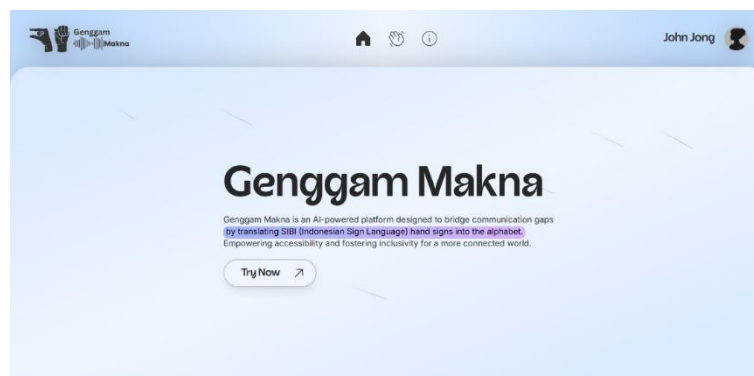 Genggam
Makna
John Jong
Genggam Makna
Genggam Makna is an AI-powered platform designed to bridge communication gaps
by translating SIBI (Indonesian Sign Language) hand signs into the alphabet.
Empowering accessibility and fostering inclusivity for a more connected world.
Try Now